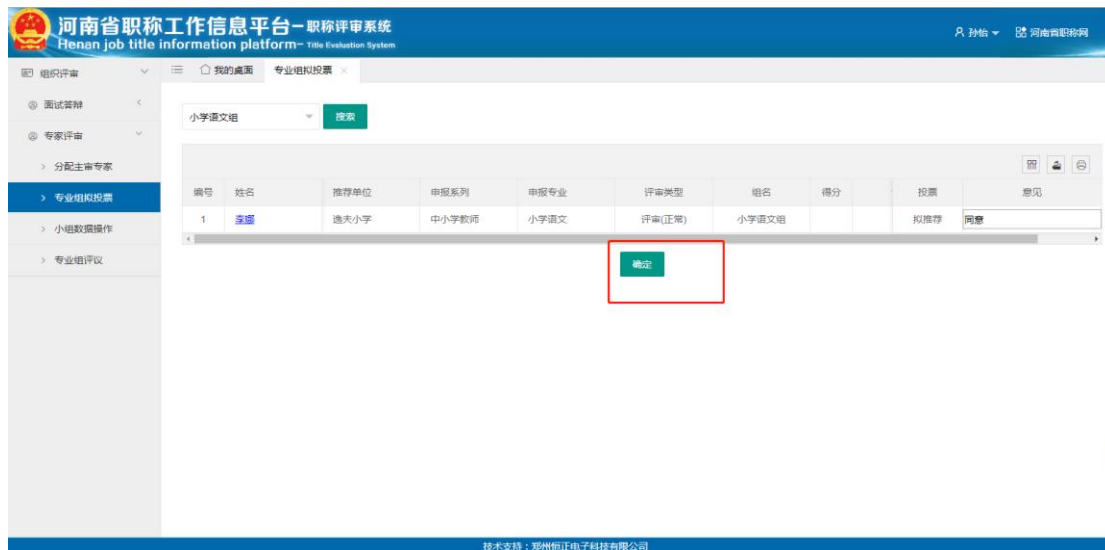 河南省职称工作信息平台-职称评审系统
Henan job title information platform- Title Evaluation System
孙怡 河南省职称网
组织评审
我的桌面 专业组拟投票
面试答辩
专家评审
分配主审专家
专业组拟投票
小组数据操作
专业组评议
小学语文组 搜索
编号 姓名 推荐单位 申报系列 申报专业 评审类型 组名 得分 投票 意见
1 李娜 逸夫小学 中小学教师 小学语文 评审(正常) 小学语文组 拟推荐 同意
确定
技术支持：郑州恒正电子科技有限公司